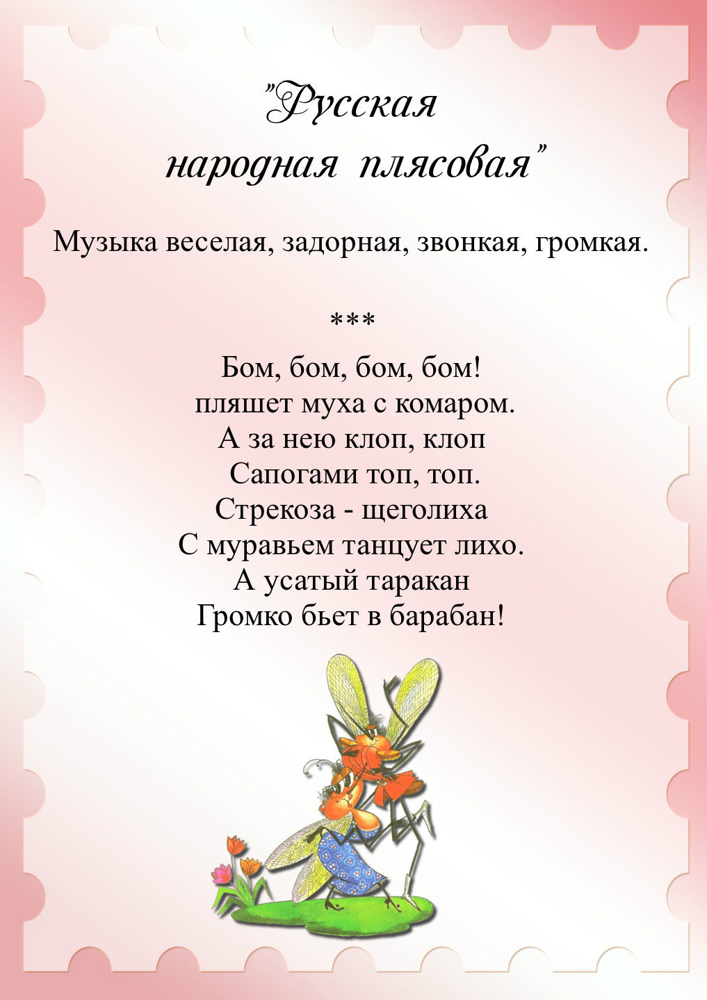 "Русская
народная плясовая"
Музыка веселая, задорная, звонкая, громкая.
***
Бом, бом, бом, бом!
пляшет муха с комаром.
А за нею клоп, клоп
Сапогами топ, топ.
Стрекоза - щеголиха
С муравьем танцует лихо.
А усатый таракан
Громко бьет в барабан!